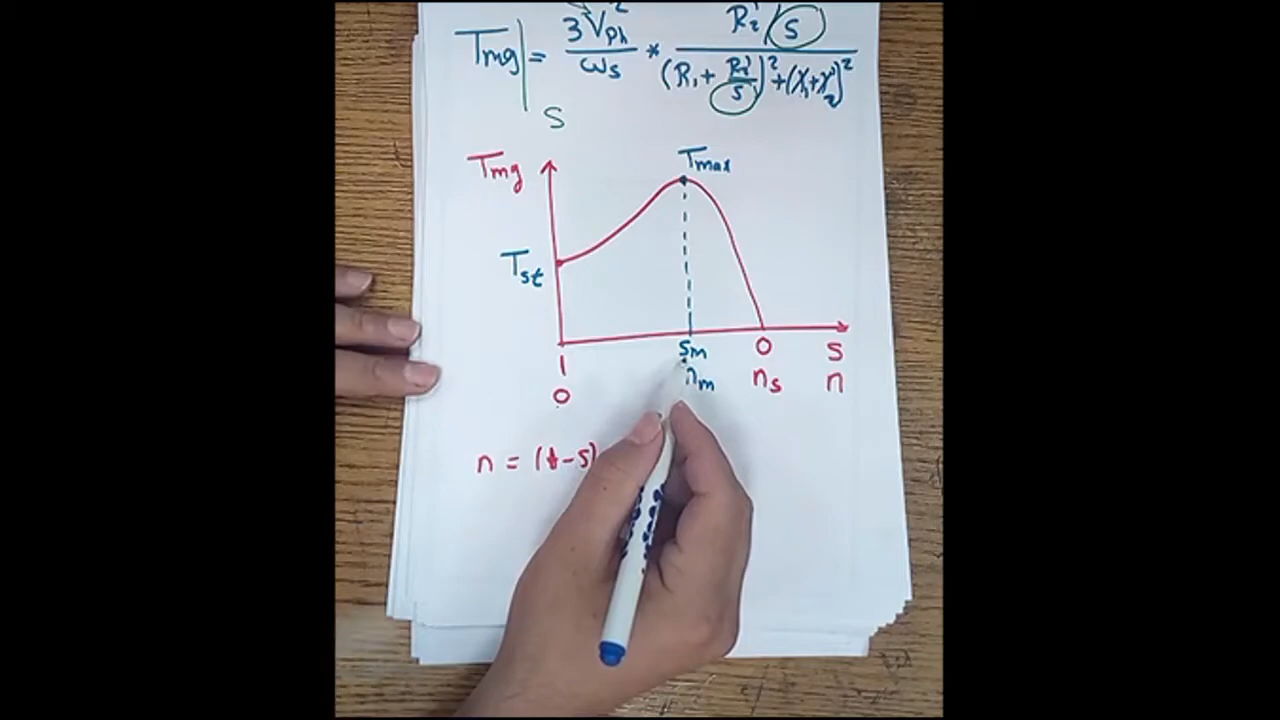 Tmg|s = 3Vph² / ωs * R₂'/s / (R₁ + R₂'/s)² + (X₁+X₂')²
Tmg
Tmax
Tst
1 sm 0 s
0 nm ns n
n = (1-s)